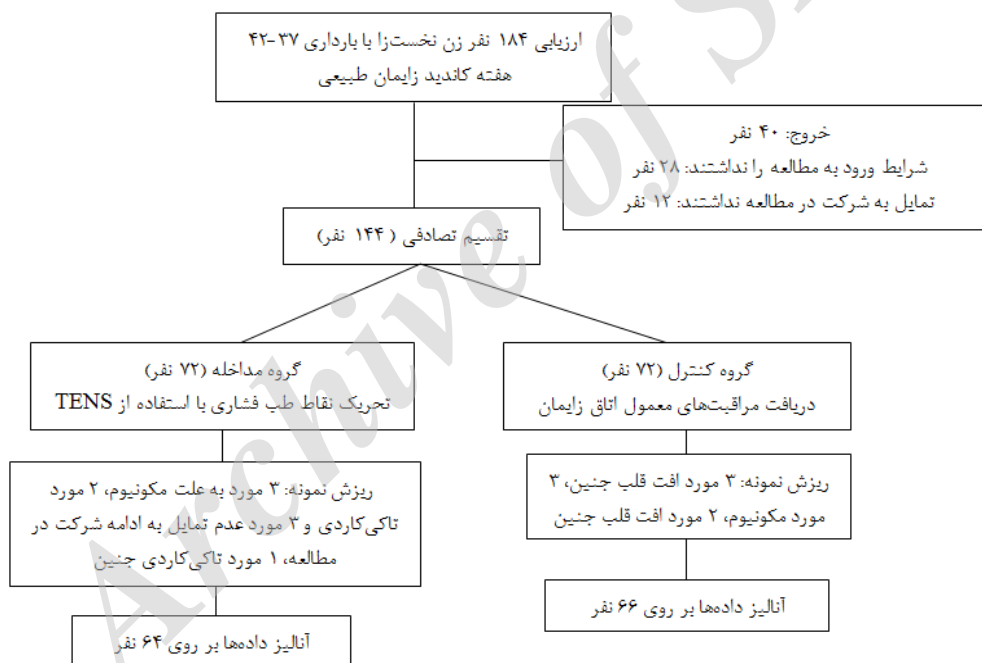 ارزیابی ۱۸۴ نفر زن نخست‌زا با بارداری ۳۷-۴۲
هفته کاندید زایمان طبیعی
خروج: ۴۰ نفر
شرایط ورود به مطالعه را نداشتند: ۲۸ نفر
تمایل به شرکت در مطالعه نداشتند: ۱۲ نفر
تقسیم تصادفی ( ۱۴۴ نفر)
گروه کنترل (۷۲ نفر)
دریافت مراقبت‌های معمول اتاق زایمان
گروه مداخله (۷۲ نفر)
تحریک نقاط طب فشاری با استفاده از TENS
ریزش نمونه: ۳ مورد افت قلب جنین، ۳
مورد مکونیوم، ۲ مورد افت قلب جنین
ریزش نمونه: ۳ مورد به علت مکونیوم، ۲ مورد
تاکی‌کاردی و ۳ مورد عدم تمایل به ادامه شرکت در
مطالعه، ۱ مورد تاکی‌کاردی جنین
آنالیز داده‌ها بر روی ۶۶ نفر
آنالیز داده‌ها بر روی ۶۴ نفر
Archive of S